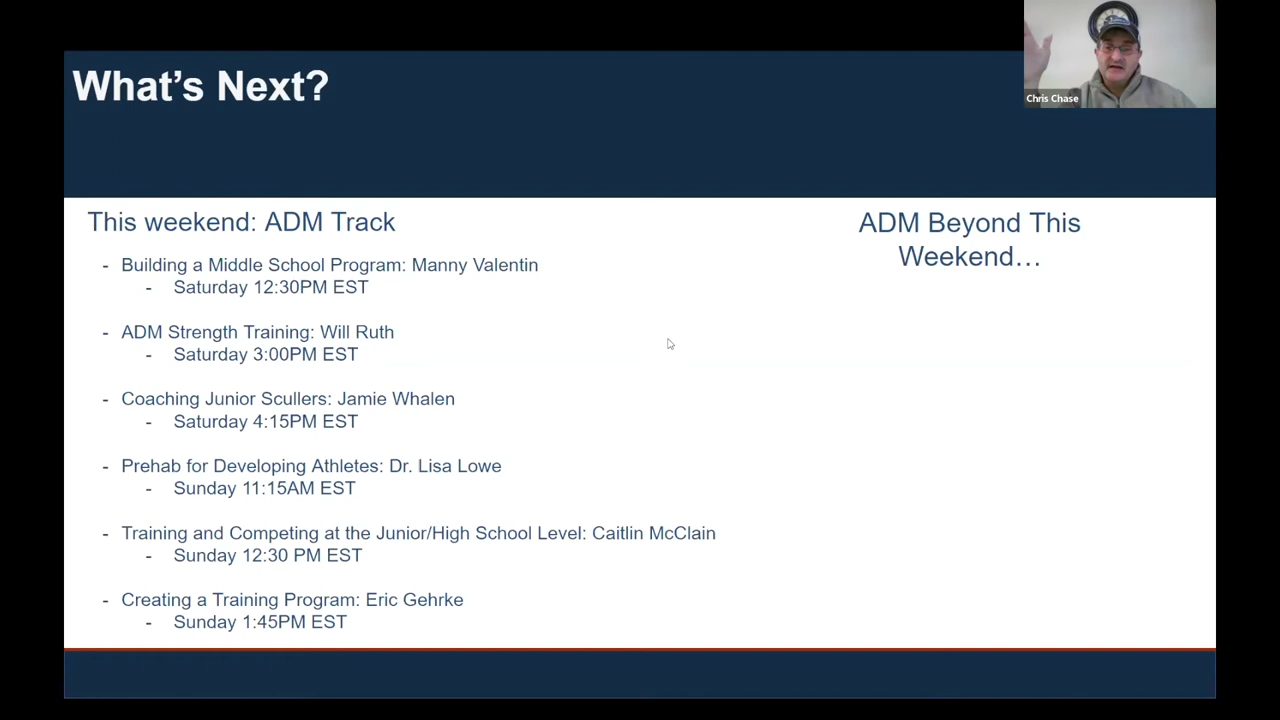 What's Next?
Chris Chase
This weekend: ADM Track
- Building a Middle School Program: Manny Valentin
- Saturday 12:30PM EST
- ADM Strength Training: Will Ruth
- Saturday 3:00PM EST
- Coaching Junior Scullers: Jamie Whalen
- Saturday 4:15PM EST
- Prehab for Developing Athletes: Dr. Lisa Lowe
- Sunday 11:15AM EST
- Training and Competing at the Junior/High School Level: Caitlin McClain
- Sunday 12:30 PM EST
- Creating a Training Program: Eric Gehrke
- Sunday 1:45PM EST
ADM Beyond This
Weekend…